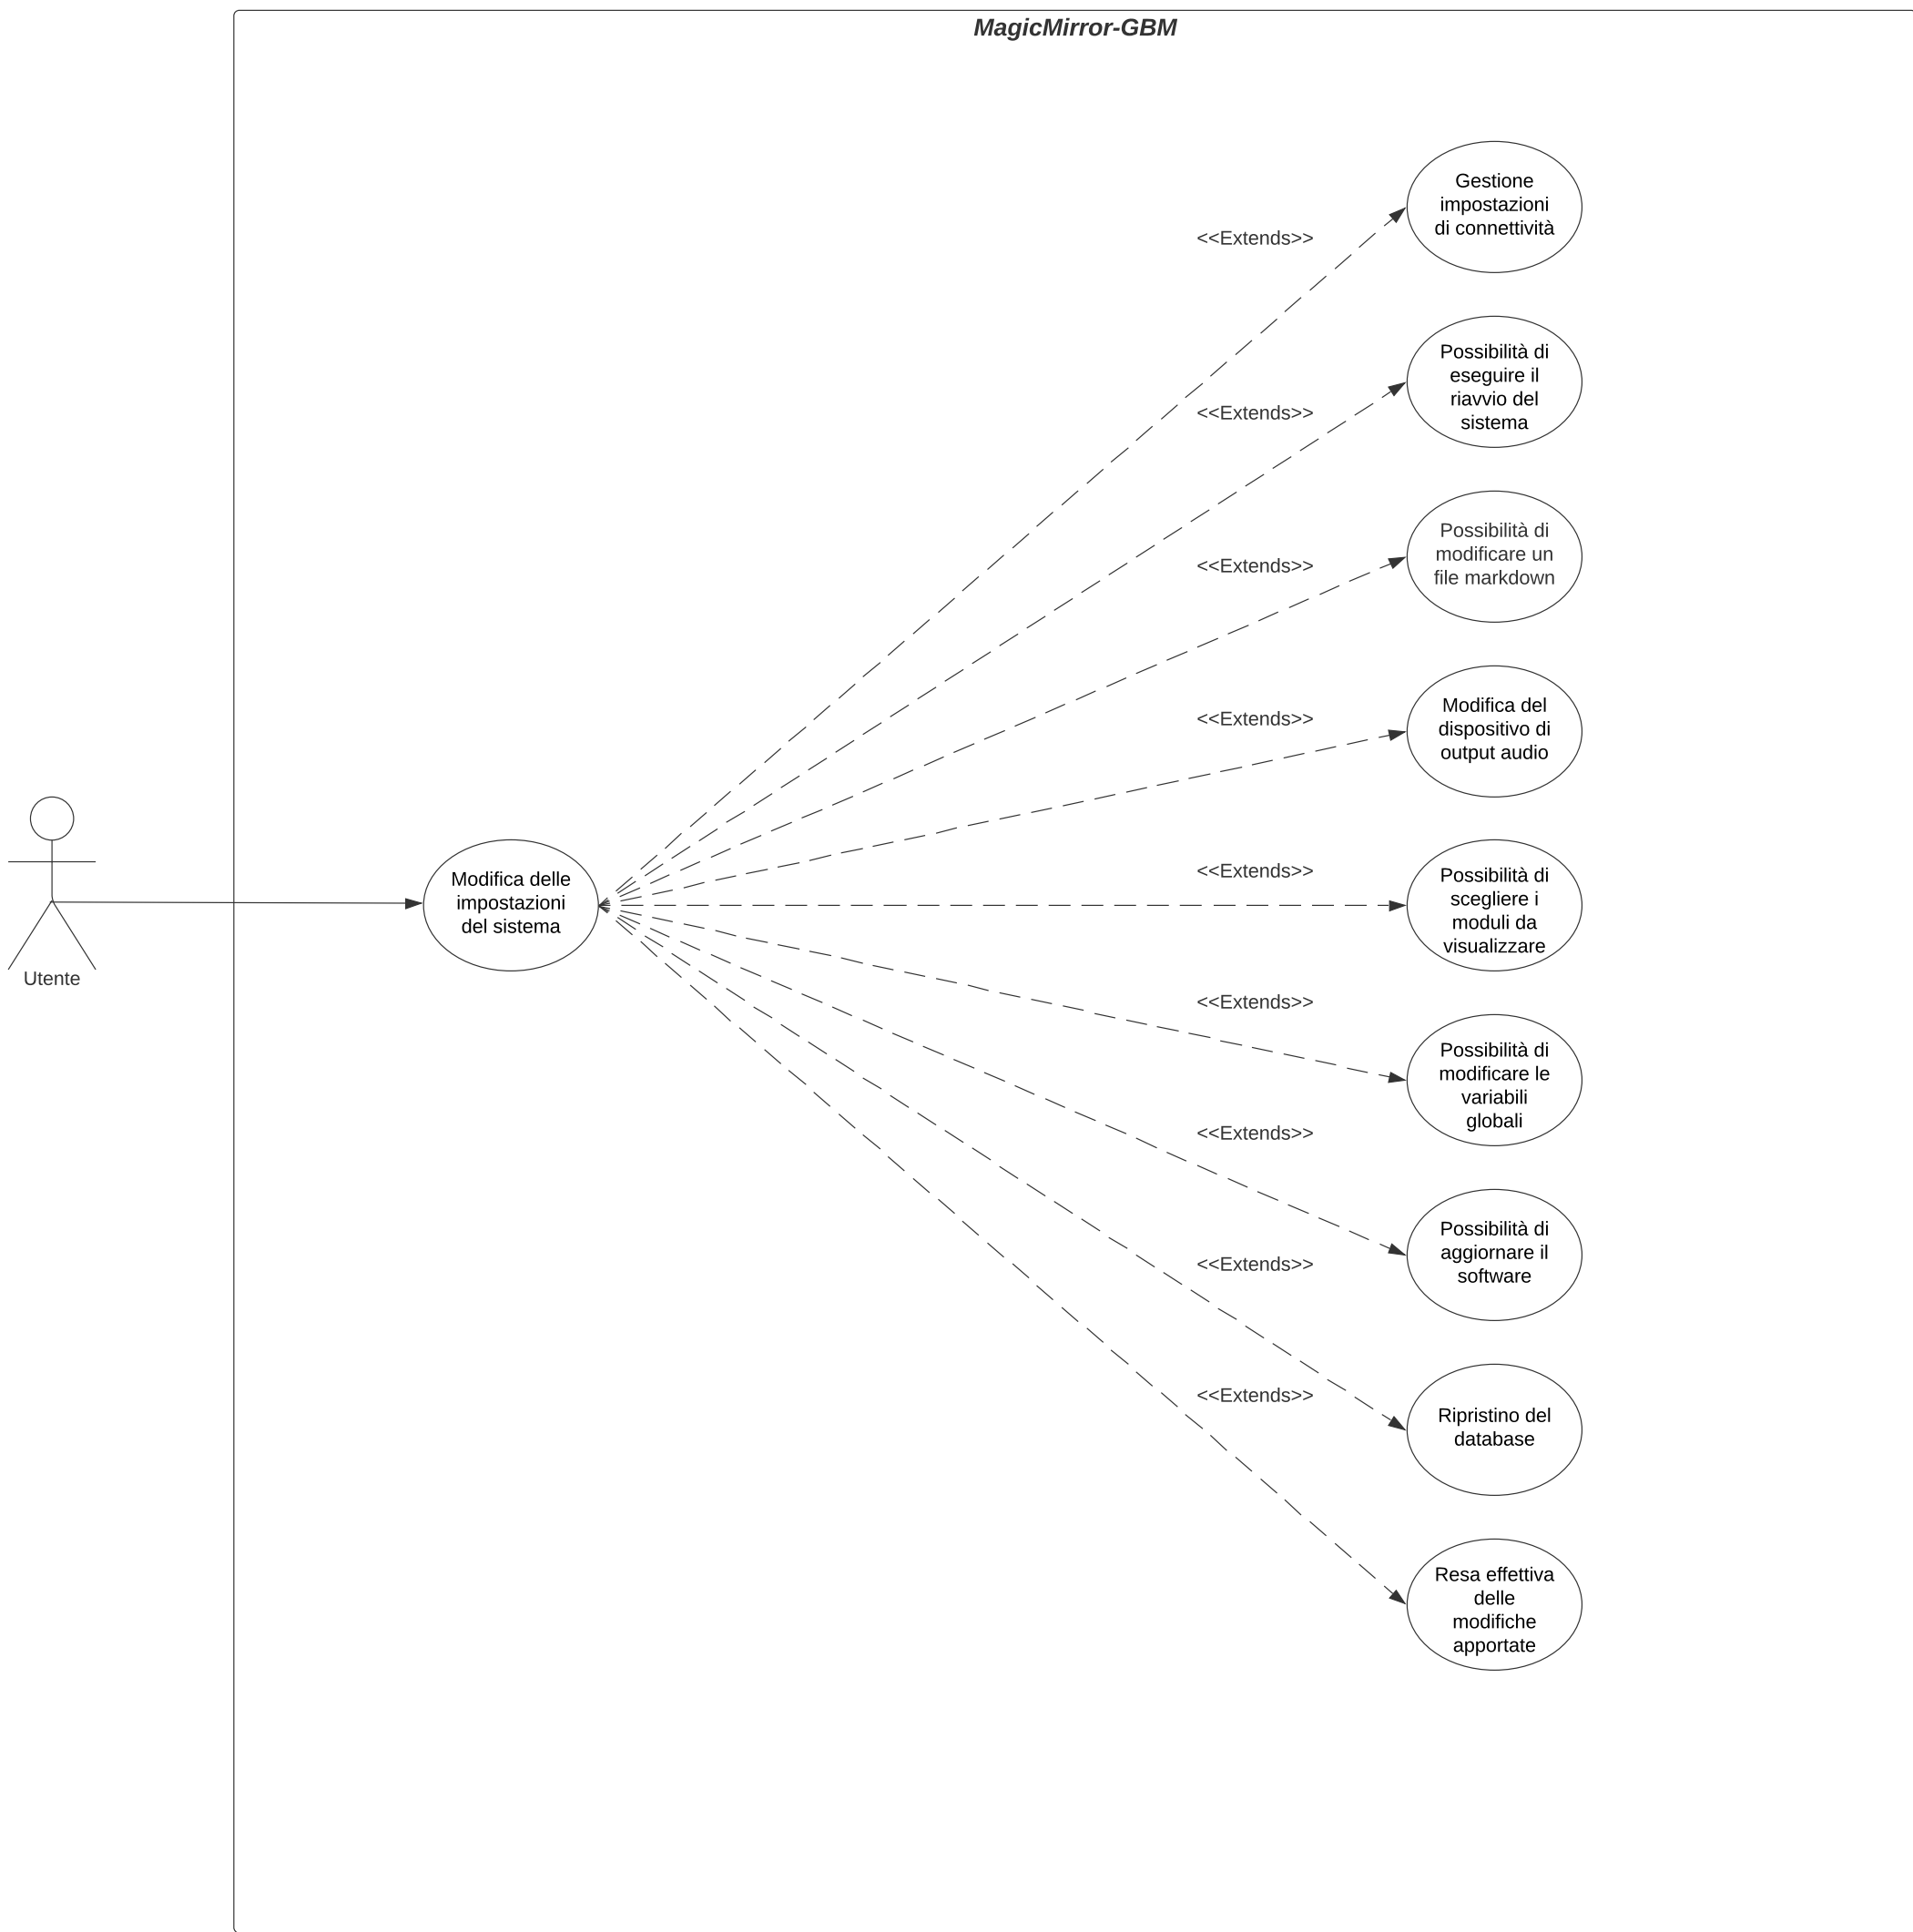 MagicMirror-GBM
Gestione
impostazioni
di connettività
<<Extends>>
Possibilità di
eseguire il
riavvio del
sistema
<<Extends>>
Possibilità di
modificare un
file markdown
<<Extends>>
Modifica del
dispositivo di
output audio
<<Extends>>
Utente
Modifica delle
impostazioni
del sistema
<<Extends>>
Possibilità di
scegliere i
moduli da
visualizzare
<<Extends>>
Possibilità di
modificare le
variabili
globali
<<Extends>>
Possibilità di
aggiornare il
software
<<Extends>>
Ripristino del
database
<<Extends>>
Resa effettiva
delle
modifiche
apportate